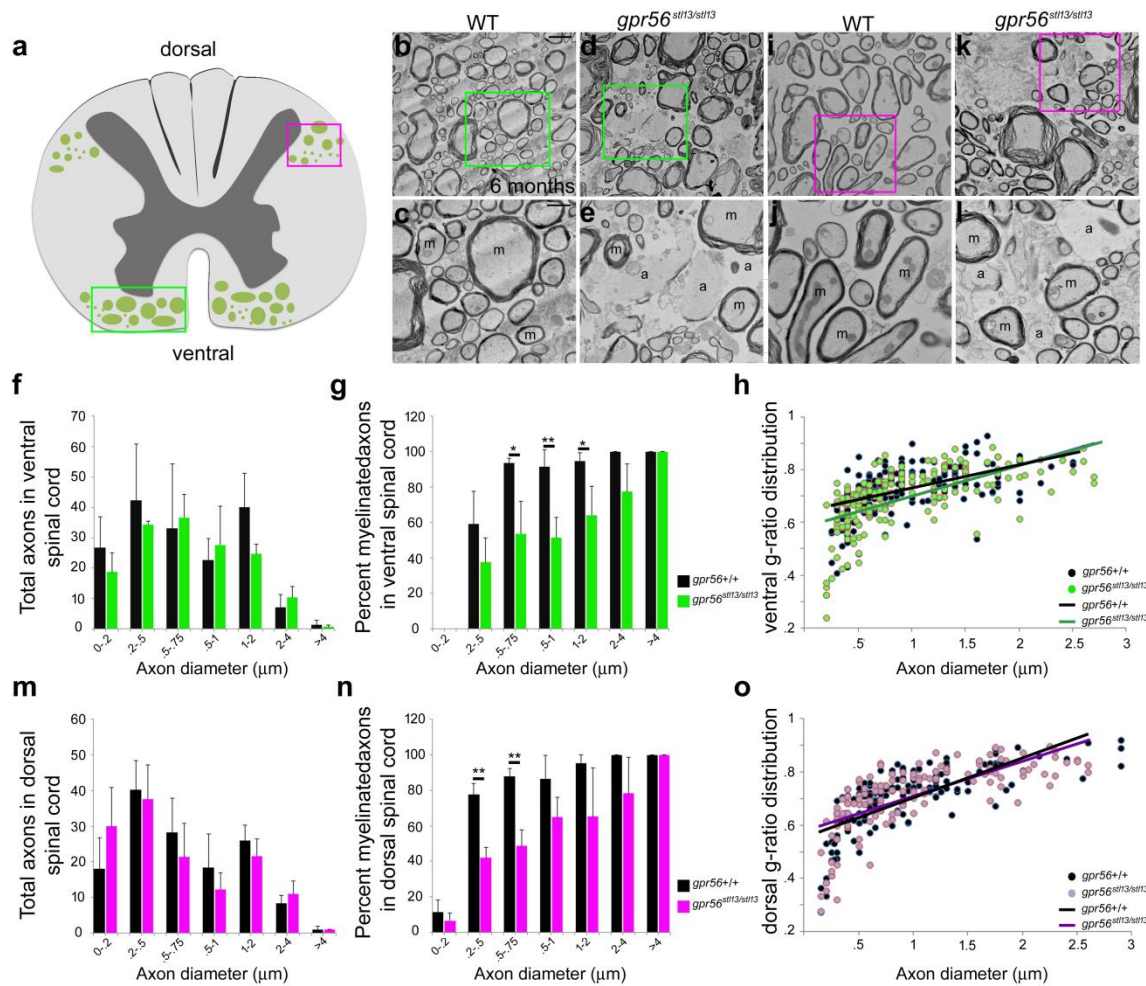 a
dorsal
ventral
WT
gpr56stl13/stl13
WT
gpr56stl13/stl13
b
d
i
k
6 months
c
e
j
l
m
m
m
m
m
m
a
a
m
m
m
m
m
m
a
a
f
Total axons in ventral
spinal cord
70
60
50
40
30
20
10
0
0-.2
.2-.5
.5-.75
.5-1
1-2
2-4
>4
Axon diameter (μm)
g
Percent myelinatedaxons
in ventral spinal cord
120
100
80
60
40
20
0
*
**
*
0-.2
.2-.5
.5-.75
.5-1
1-2
2-4
>4
Axon diameter (μm)
gpr56+/+
gpr56stl13/stl13
h
ventral g-ratio distribution
1
.8
.6
.4
.2
.5
1
1.5
2
2.5
3
Axon diameter (μm)
gpr56+/+
gpr56stl13/stl13
gpr56+/+
gpr56stl13/stl13
m
Total axons in dorsal
spinal cord
60
50
40
30
20
10
0
0-.2
.2-.5
.5-.75
.5-1
1-2
2-4
>4
Axon diameter (μm)
n
Percent myelinatedaxons
in dorsal spinal cord
120
100
80
60
40
20
0
**
**
0-.2
.2-.5
.5-.75
.5-1
1-2
2-4
>4
Axon diameter (μm)
gpr56+/+
gpr56stl13/stl13
o
dorsal g-ratio distribution
1
.8
.6
.4
.2
.5
1
1.5
2
2.5
3
Axon diameter (μm)
gpr56+/+
gpr56stl13/stl13
gpr56+/+
gpr56stl13/stl13